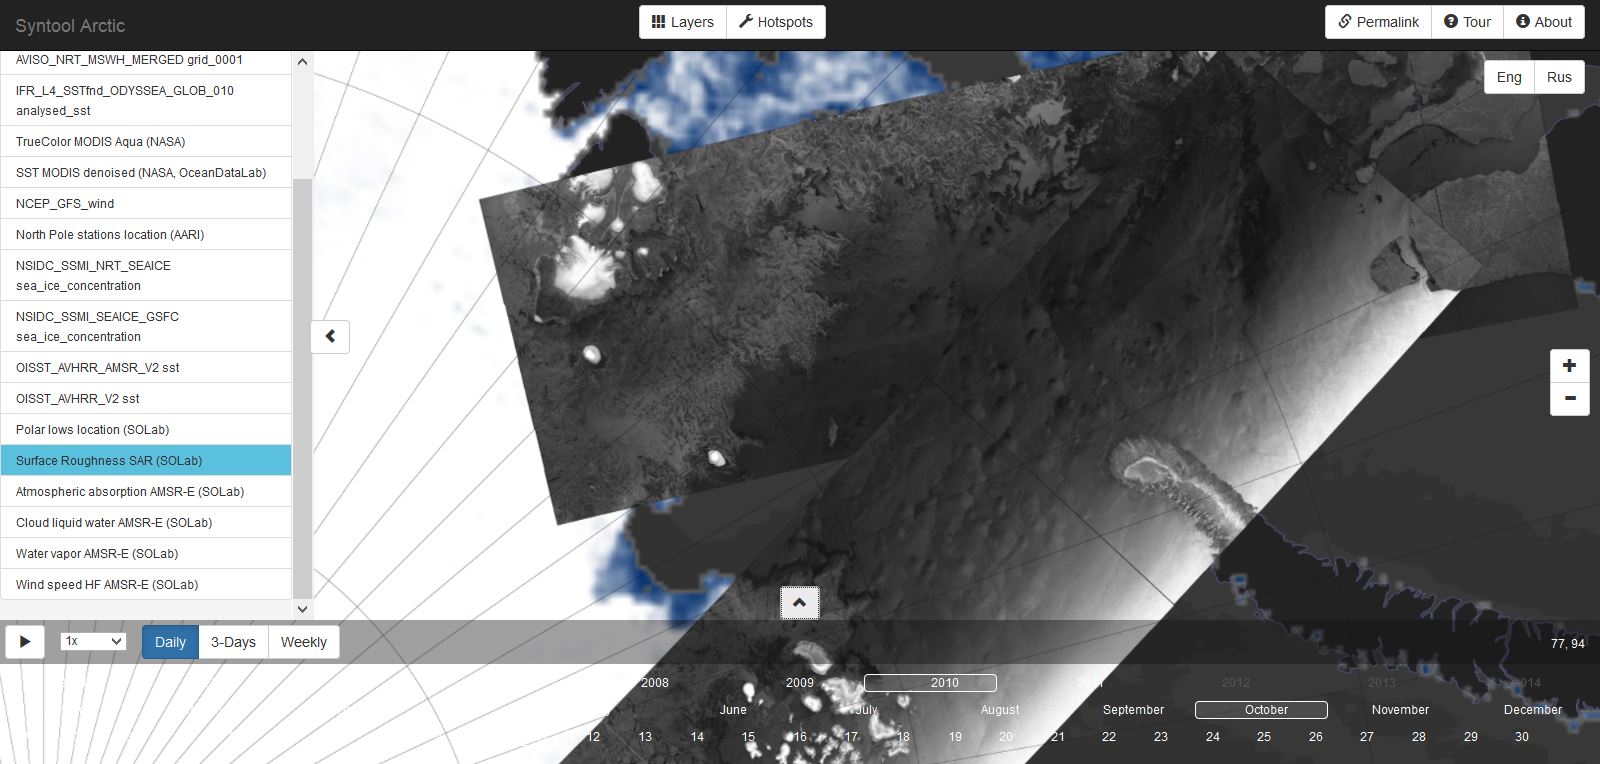 Syntool Arctic
Layers
Hotspots
Permalink
Tour
About
Eng
Rus
AVISO_NRT_MSWH_MERGED grid_0001
IFR_L4_SSTfnd_ODYSSEA_GLOB_010
analysed_sst
TrueColor MODIS Aqua (NASA)
SST MODIS denoised (NASA, OceanDataLab)
NCEP_GFS_wind
North Pole stations location (AARI)
NSIDC_SSMI_NRT_SEAICE
sea_ice_concentration
NSIDC_SSMI_SEAICE_GSFC
sea_ice_concentration
OISST_AVHRR_AMSR_V2 sst
OISST_AVHRR_V2 sst
Polar lows location (SOLab)
Surface Roughness SAR (SOLab)
Atmospheric absorption AMSR-E (SOLab)
Cloud liquid water AMSR-E (SOLab)
Water vapor AMSR-E (SOLab)
Wind speed HF AMSR-E (SOLab)
1x
Daily
3-Days
Weekly
77, 94
2008 2009 2010 2011 2012 2013 2014
June July August September October November December
12 13 14 15 16 17 18 19 20 21 22 23 24 25 26 27 28 29 30